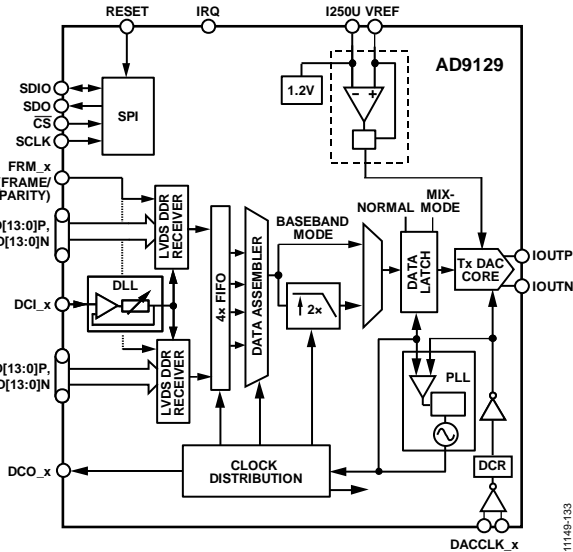 RESET
IRQ
I250U VREF
AD9129
1.2V
SDIO
SDO
CS
SCLK
SPI
FRM_x
FRAME/
PARITY)
[13:0]P,
[13:0]N
LVDS DDR
RECEIVER
DLL
DCI_x
4× FIFO
DATA ASSEMBLER
BASEBAND
MODE
2×
NORMAL
MIX-
MODE
DATA
LATCH
Tx DAC
CORE
IOUTP
IOUTN
[13:0]P,
[13:0]N
LVDS DDR
RECEIVER
PLL
DCO_x
CLOCK
DISTRIBUTION
DCR
DACCLK_x
11149-133